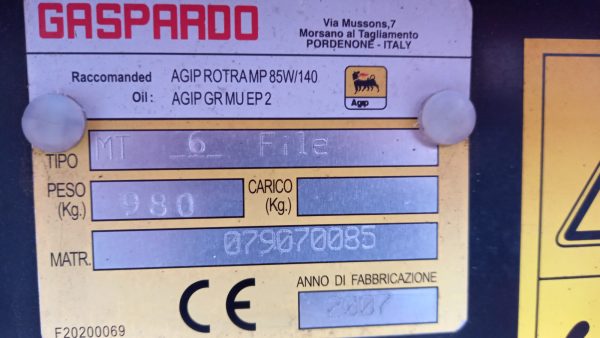 GASPARDO
Via Mussons,7
Morsano al Tagliamento
PORDENONE - ITALY
Raccomanded AGIP ROTRA MP 85W/140
Oil : AGIP GR MU EP 2
Agip
TIPO MT 6 File
PESO (Kg.) 980 CARICO (Kg.)
MATR. 079070085
CE ANNO DI FABBRICAZIONE
2007
F20200069